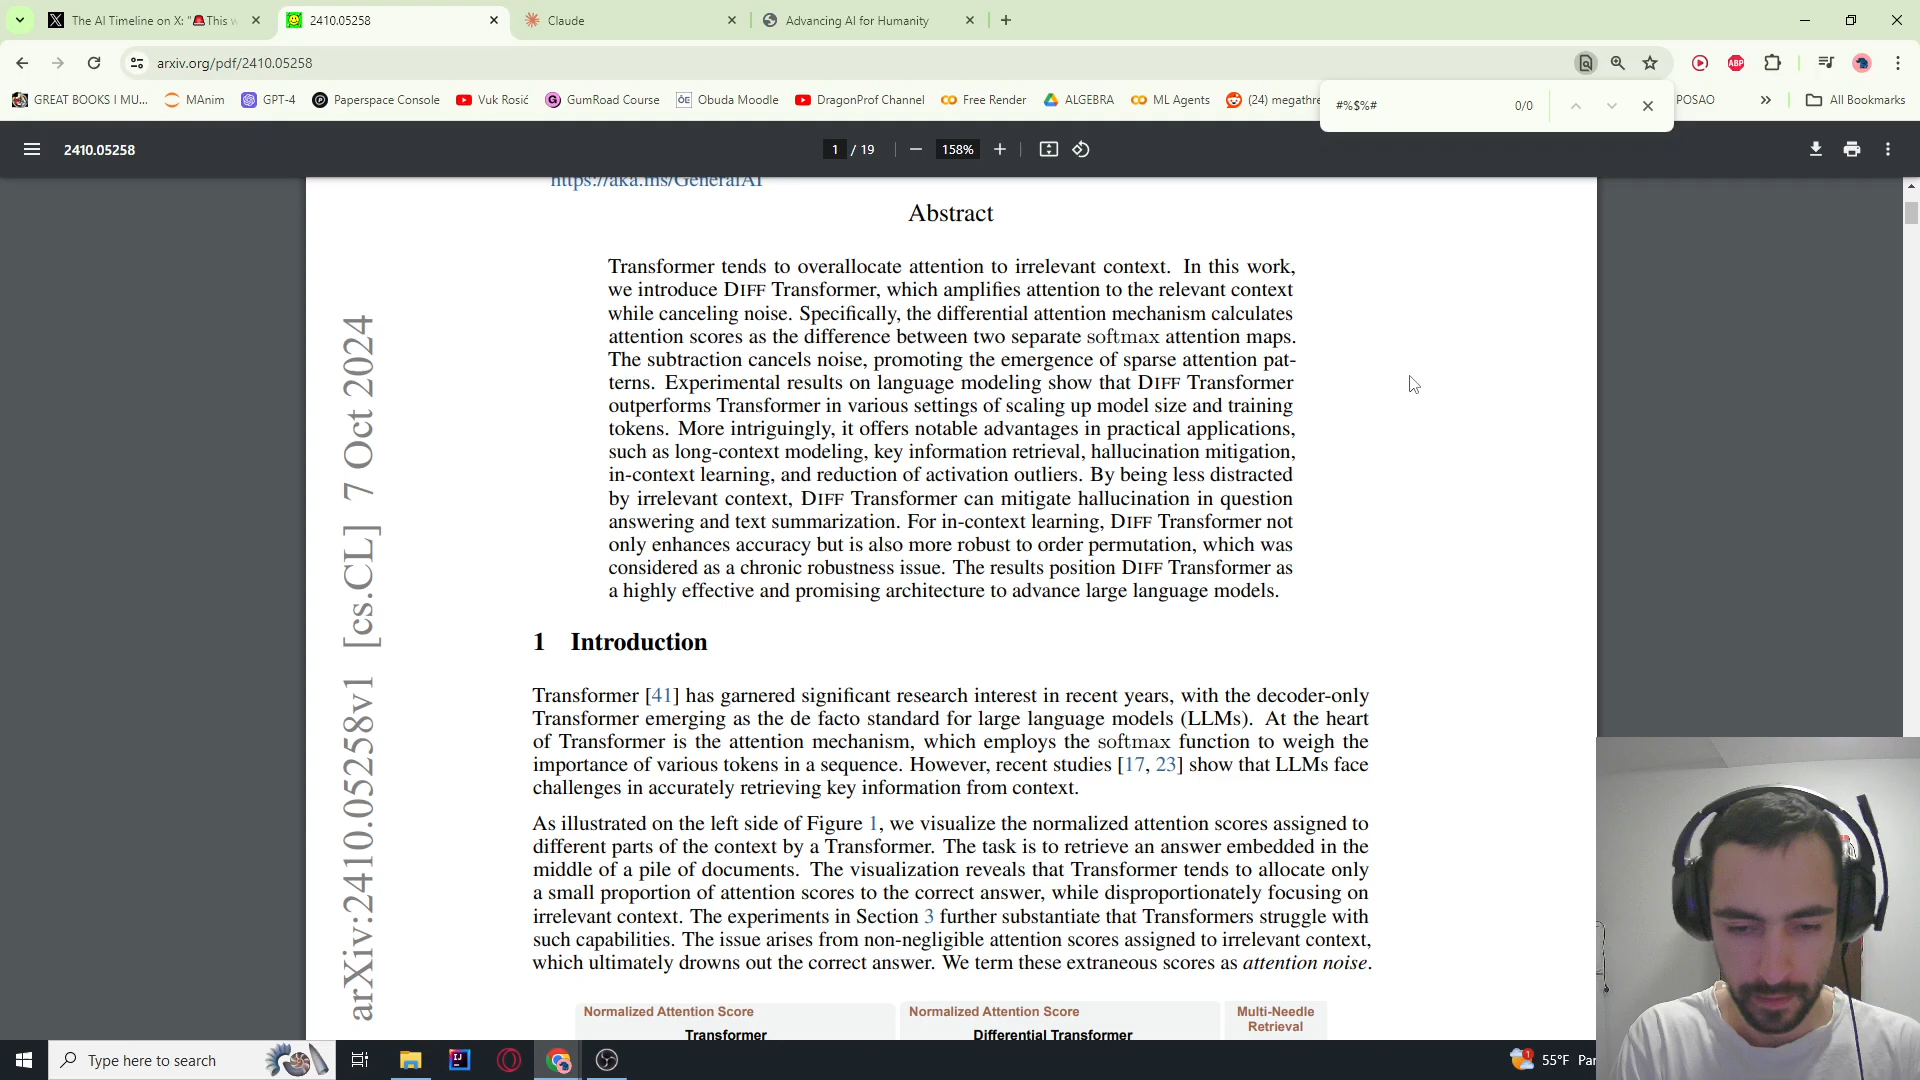 The AI Timeline on X: "🚨This w
2410.05258
Claude
Advancing AI for Humanity
arxiv.org/pdf/2410.05258
GREAT BOOKS I MU...
MAnim
GPT-4
Paperspace Console
Vuk Rosić
GumRoad Course
Obuda Moodle
DragonProf Channel
Free Render
ALGEBRA
ML Agents
(24) megathre
POSAO
All Bookmarks
#%$%#
0/0
2410.05258
1 / 19
158%
https://aka.ms/GeneralAI
Abstract
Transformer tends to overallocate attention to irrelevant context. In this work,
we introduce DIFF Transformer, which amplifies attention to the relevant context
while canceling noise. Specifically, the differential attention mechanism calculates
attention scores as the difference between two separate softmax attention maps.
The subtraction cancels noise, promoting the emergence of sparse attention pat-
terns. Experimental results on language modeling show that DIFF Transformer
outperforms Transformer in various settings of scaling up model size and training
tokens. More intriguingly, it offers notable advantages in practical applications,
such as long-context modeling, key information retrieval, hallucination mitigation,
in-context learning, and reduction of activation outliers. By being less distracted
by irrelevant context, DIFF Transformer can mitigate hallucination in question
answering and text summarization. For in-context learning, DIFF Transformer not
only enhances accuracy but is also more robust to order permutation, which was
considered as a chronic robustness issue. The results position DIFF Transformer as
a highly effective and promising architecture to advance large language models.
arXiv:2410.05258v1 [cs.CL] 7 Oct 2024
1 Introduction
Transformer [41] has garnered significant research interest in recent years, with the decoder-only
Transformer emerging as the de facto standard for large language models (LLMs). At the heart
of Transformer is the attention mechanism, which employs the softmax function to weigh the
importance of various tokens in a sequence. However, recent studies [17, 23] show that LLMs face
challenges in accurately retrieving key information from context.
As illustrated on the left side of Figure 1, we visualize the normalized attention scores assigned to
different parts of the context by a Transformer. The task is to retrieve an answer embedded in the
middle of a pile of documents. The visualization reveals that Transformer tends to allocate only
a small proportion of attention scores to the correct answer, while disproportionately focusing on
irrelevant context. The experiments in Section 3 further substantiate that Transformers struggle with
such capabilities. The issue arises from non-negligible attention scores assigned to irrelevant context,
which ultimately drowns out the correct answer. We term these extraneous scores as attention noise.
Normalized Attention Score
Transformer
Normalized Attention Score
Differential Transformer
Multi-Needle
Retrieval
Type here to search
1
55°F Par